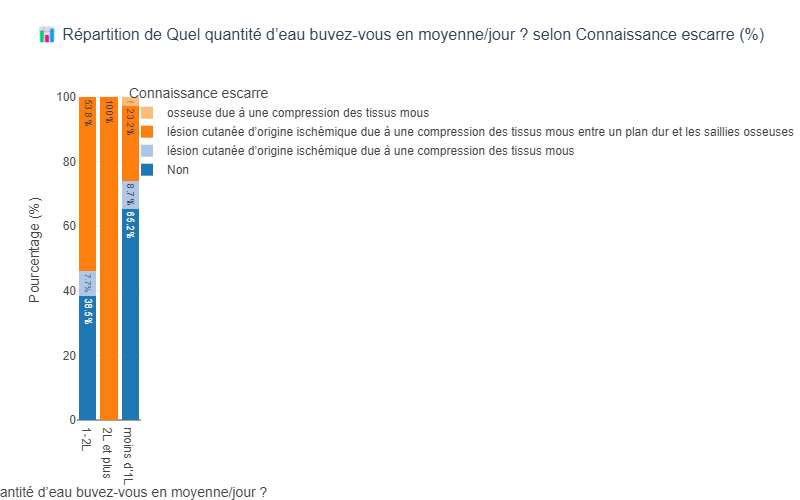 📊 Répartition de Quel quantité d’eau buvez-vous en moyenne/jour ? selon Connaissance escarre (%)
Connaissance escarre
osseuse due à une compression des tissus mous
lésion cutanée d’origine ischémique due à une compression des tissus mous entre un plan dur et les saillies osseuses
lésion cutanée d’origine ischémique due à une compression des tissus mous
Non
Pourcentage (%)
100
80
60
40
20
0
53.8%
7.7%
38.5%
100%
23.2%
8.7%
65.2%
1-2L
2L et plus
moins d’1L
antité d’eau buvez-vous en moyenne/jour ?